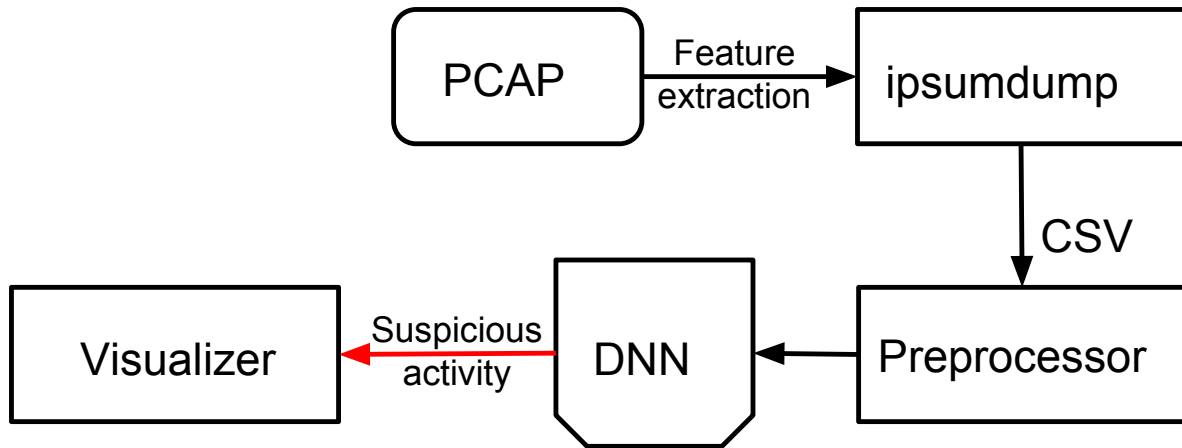 PCAP
Feature
extraction
ipsumdump
CSV
Preprocessor
DNN
Suspicious
activity
Visualizer